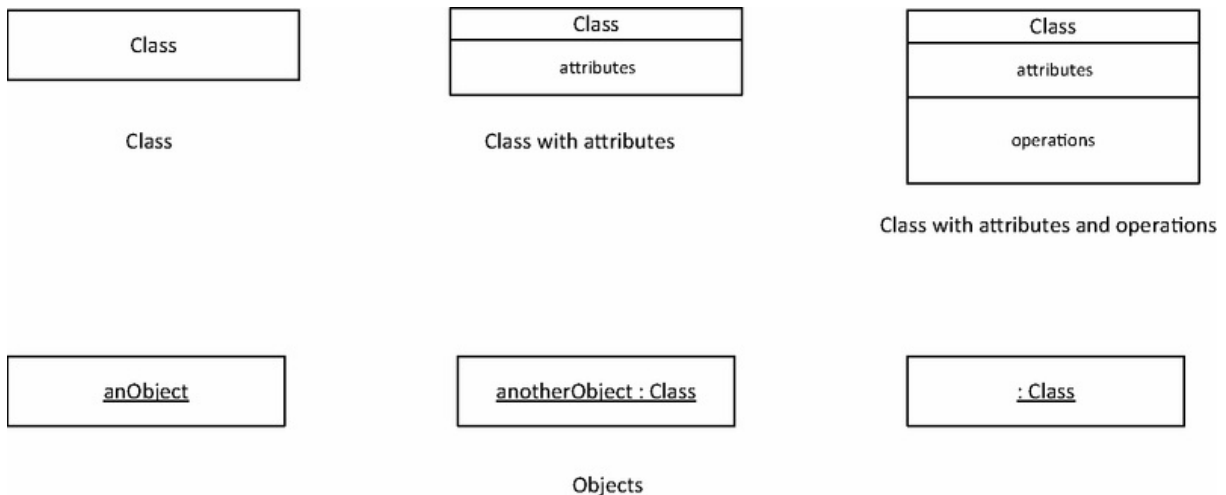 Class
Class
attributes
Class
attributes
operations
Class
Class with attributes
Class with attributes and operations
anObject
anotherObject : Class
: Class
Objects